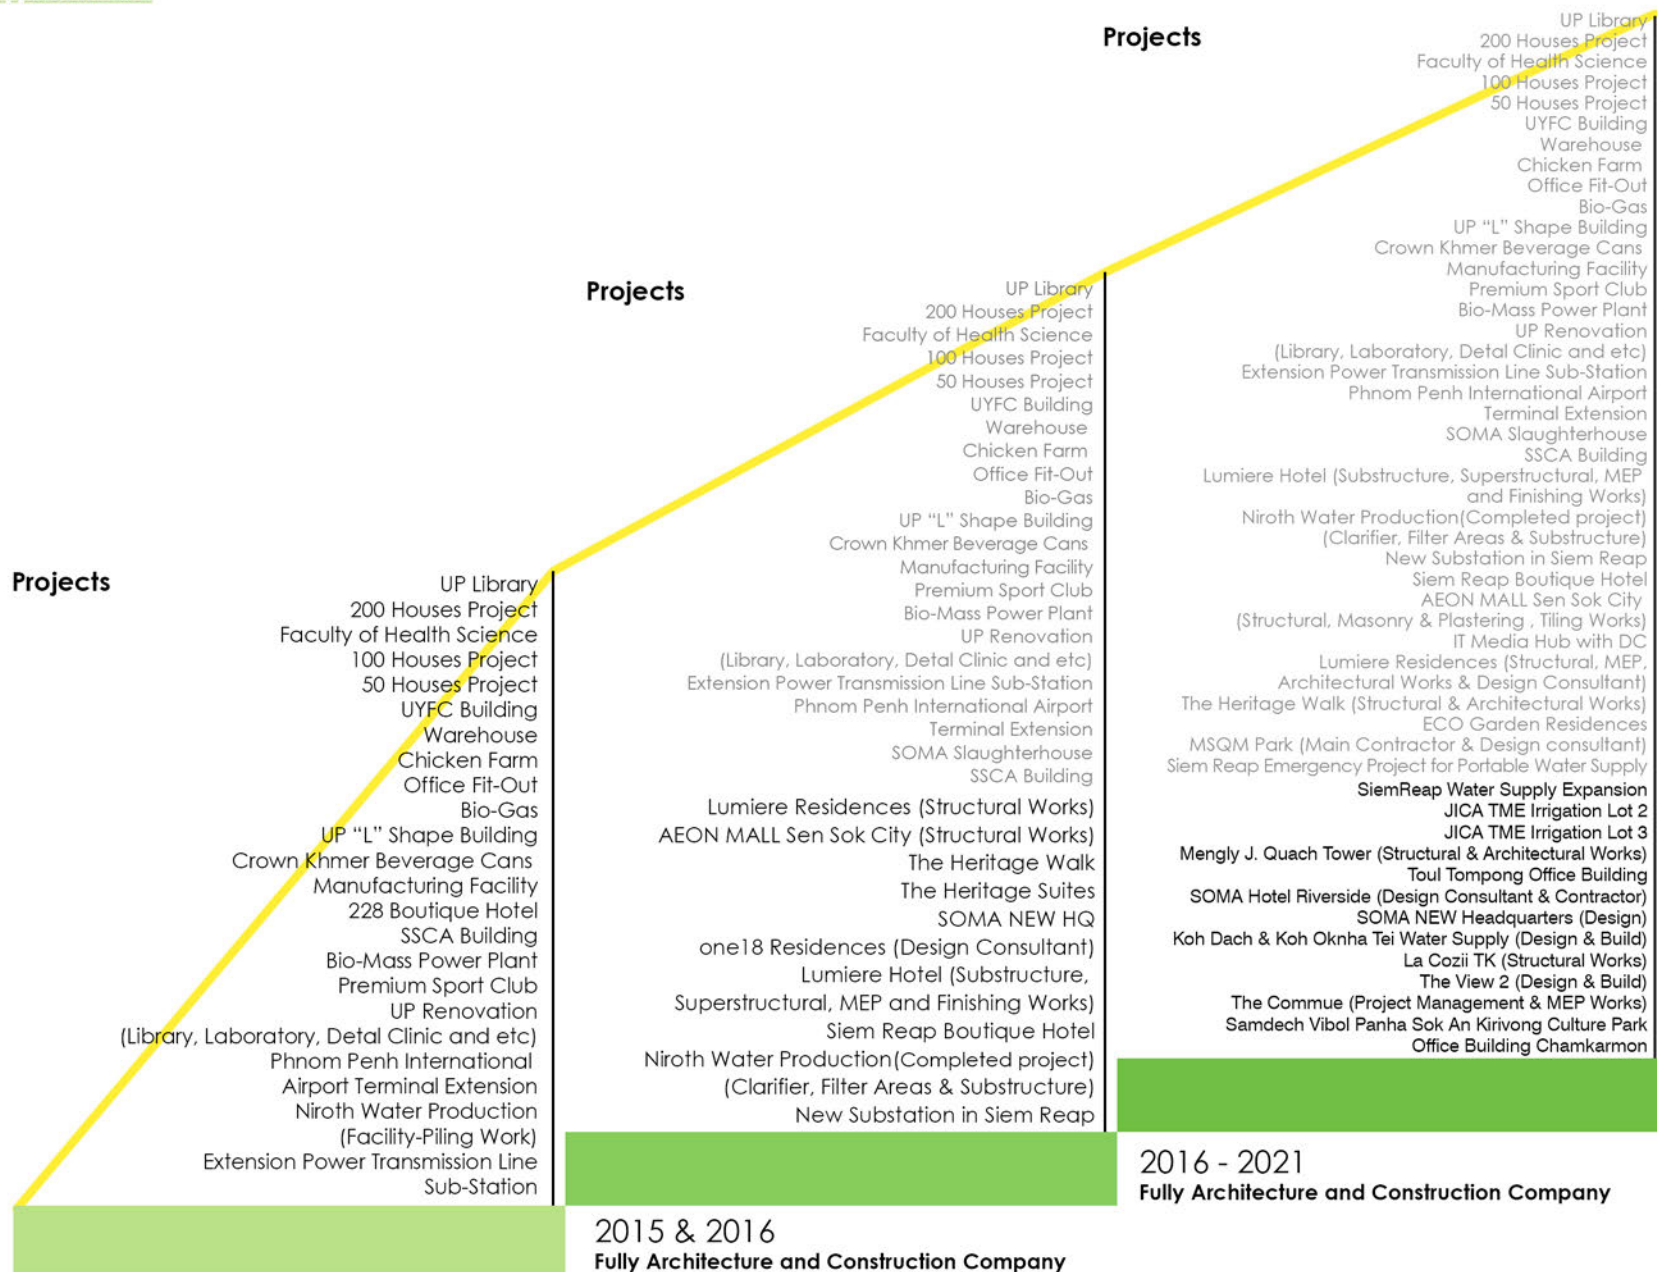 Projects
UP Library
200 Houses Project
Faculty of Health Science
100 Houses Project
50 Houses Project
UYFC Building
Warehouse
Chicken Farm
Office Fit-Out
Bio-Gas
UP “L” Shape Building
Crown Khmer Beverage Cans
Manufacturing Facility
228 Boutique Hotel
SSCA Building
Bio-Mass Power Plant
Premium Sport Club
UP Renovation
(Library, Laboratory, Detal Clinic and etc)
Phnom Penh International
Airport Terminal Extension
Niroth Water Production
(Facility-Piling Work)
Extension Power Transmission Line
Sub-Station
Projects
UP Library
200 Houses Project
Faculty of Health Science
100 Houses Project
50 Houses Project
UYFC Building
Warehouse
Chicken Farm
Office Fit-Out
Bio-Gas
UP “L” Shape Building
Crown Khmer Beverage Cans
Manufacturing Facility
Premium Sport Club
Bio-Mass Power Plant
UP Renovation
(Library, Laboratory, Detal Clinic and etc)
Extension Power Transmission Line Sub-Station
Phnom Penh International Airport
Terminal Extension
SOMA Slaughterhouse
SSCA Building
Lumiere Residences (Structural Works)
AEON MALL Sen Sok City (Structural Works)
The Heritage Walk
The Heritage Suites
SOMA NEW HQ
one18 Residences (Design Consultant)
Lumiere Hotel (Substructure,
Superstructural, MEP and Finishing Works)
Siem Reap Boutique Hotel
Niroth Water Production(Completed project)
(Clarifier, Filter Areas & Substructure)
New Substation in Siem Reap
2015 & 2016
Fully Architecture and Construction Company
Projects
UP Library
200 Houses Project
Faculty of Health Science
100 Houses Project
50 Houses Project
UYFC Building
Warehouse
Chicken Farm
Office Fit-Out
Bio-Gas
UP “L” Shape Building
Crown Khmer Beverage Cans
Manufacturing Facility
Premium Sport Club
Bio-Mass Power Plant
UP Renovation
(Library, Laboratory, Detal Clinic and etc)
Extension Power Transmission Line Sub-Station
Phnom Penh International Airport
Terminal Extension
SOMA Slaughterhouse
SSCA Building
Lumiere Hotel (Substructure, Superstructural, MEP
and Finishing Works)
Niroth Water Production(Completed project)
(Clarifier, Filter Areas & Substructure)
New Substation in Siem Reap
Siem Reap Boutique Hotel
AEON MALL Sen Sok City
(Structural, Masonry & Plastering , Tiling Works)
IT Media Hub with DC
Lumiere Residences (Structural, MEP,
Architectural Works & Design Consultant)
The Heritage Walk (Structural & Architectural Works)
ECO Garden Residences
MSQM Park (Main Contractor & Design consultant)
Siem Reap Emergency Project for Portable Water Supply
SiemReap Water Supply Expansion
JICA TME Irrigation Lot 2
JICA TME Irrigation Lot 3
Mengly J. Quach Tower (Structural & Architectural Works)
Toul Tompong Office Building
SOMA Hotel Riverside (Design Consultant & Contractor)
SOMA NEW Headquarters (Design)
Koh Dach & Koh Oknha Tei Water Supply (Design & Build)
La Cozii TK (Structural Works)
The View 2 (Design & Build)
The Commue (Project Management & MEP Works)
Samdech Vibol Panha Sok An Kirivong Culture Park
Office Building Chamkarmon
2016 - 2021
Fully Architecture and Construction Company